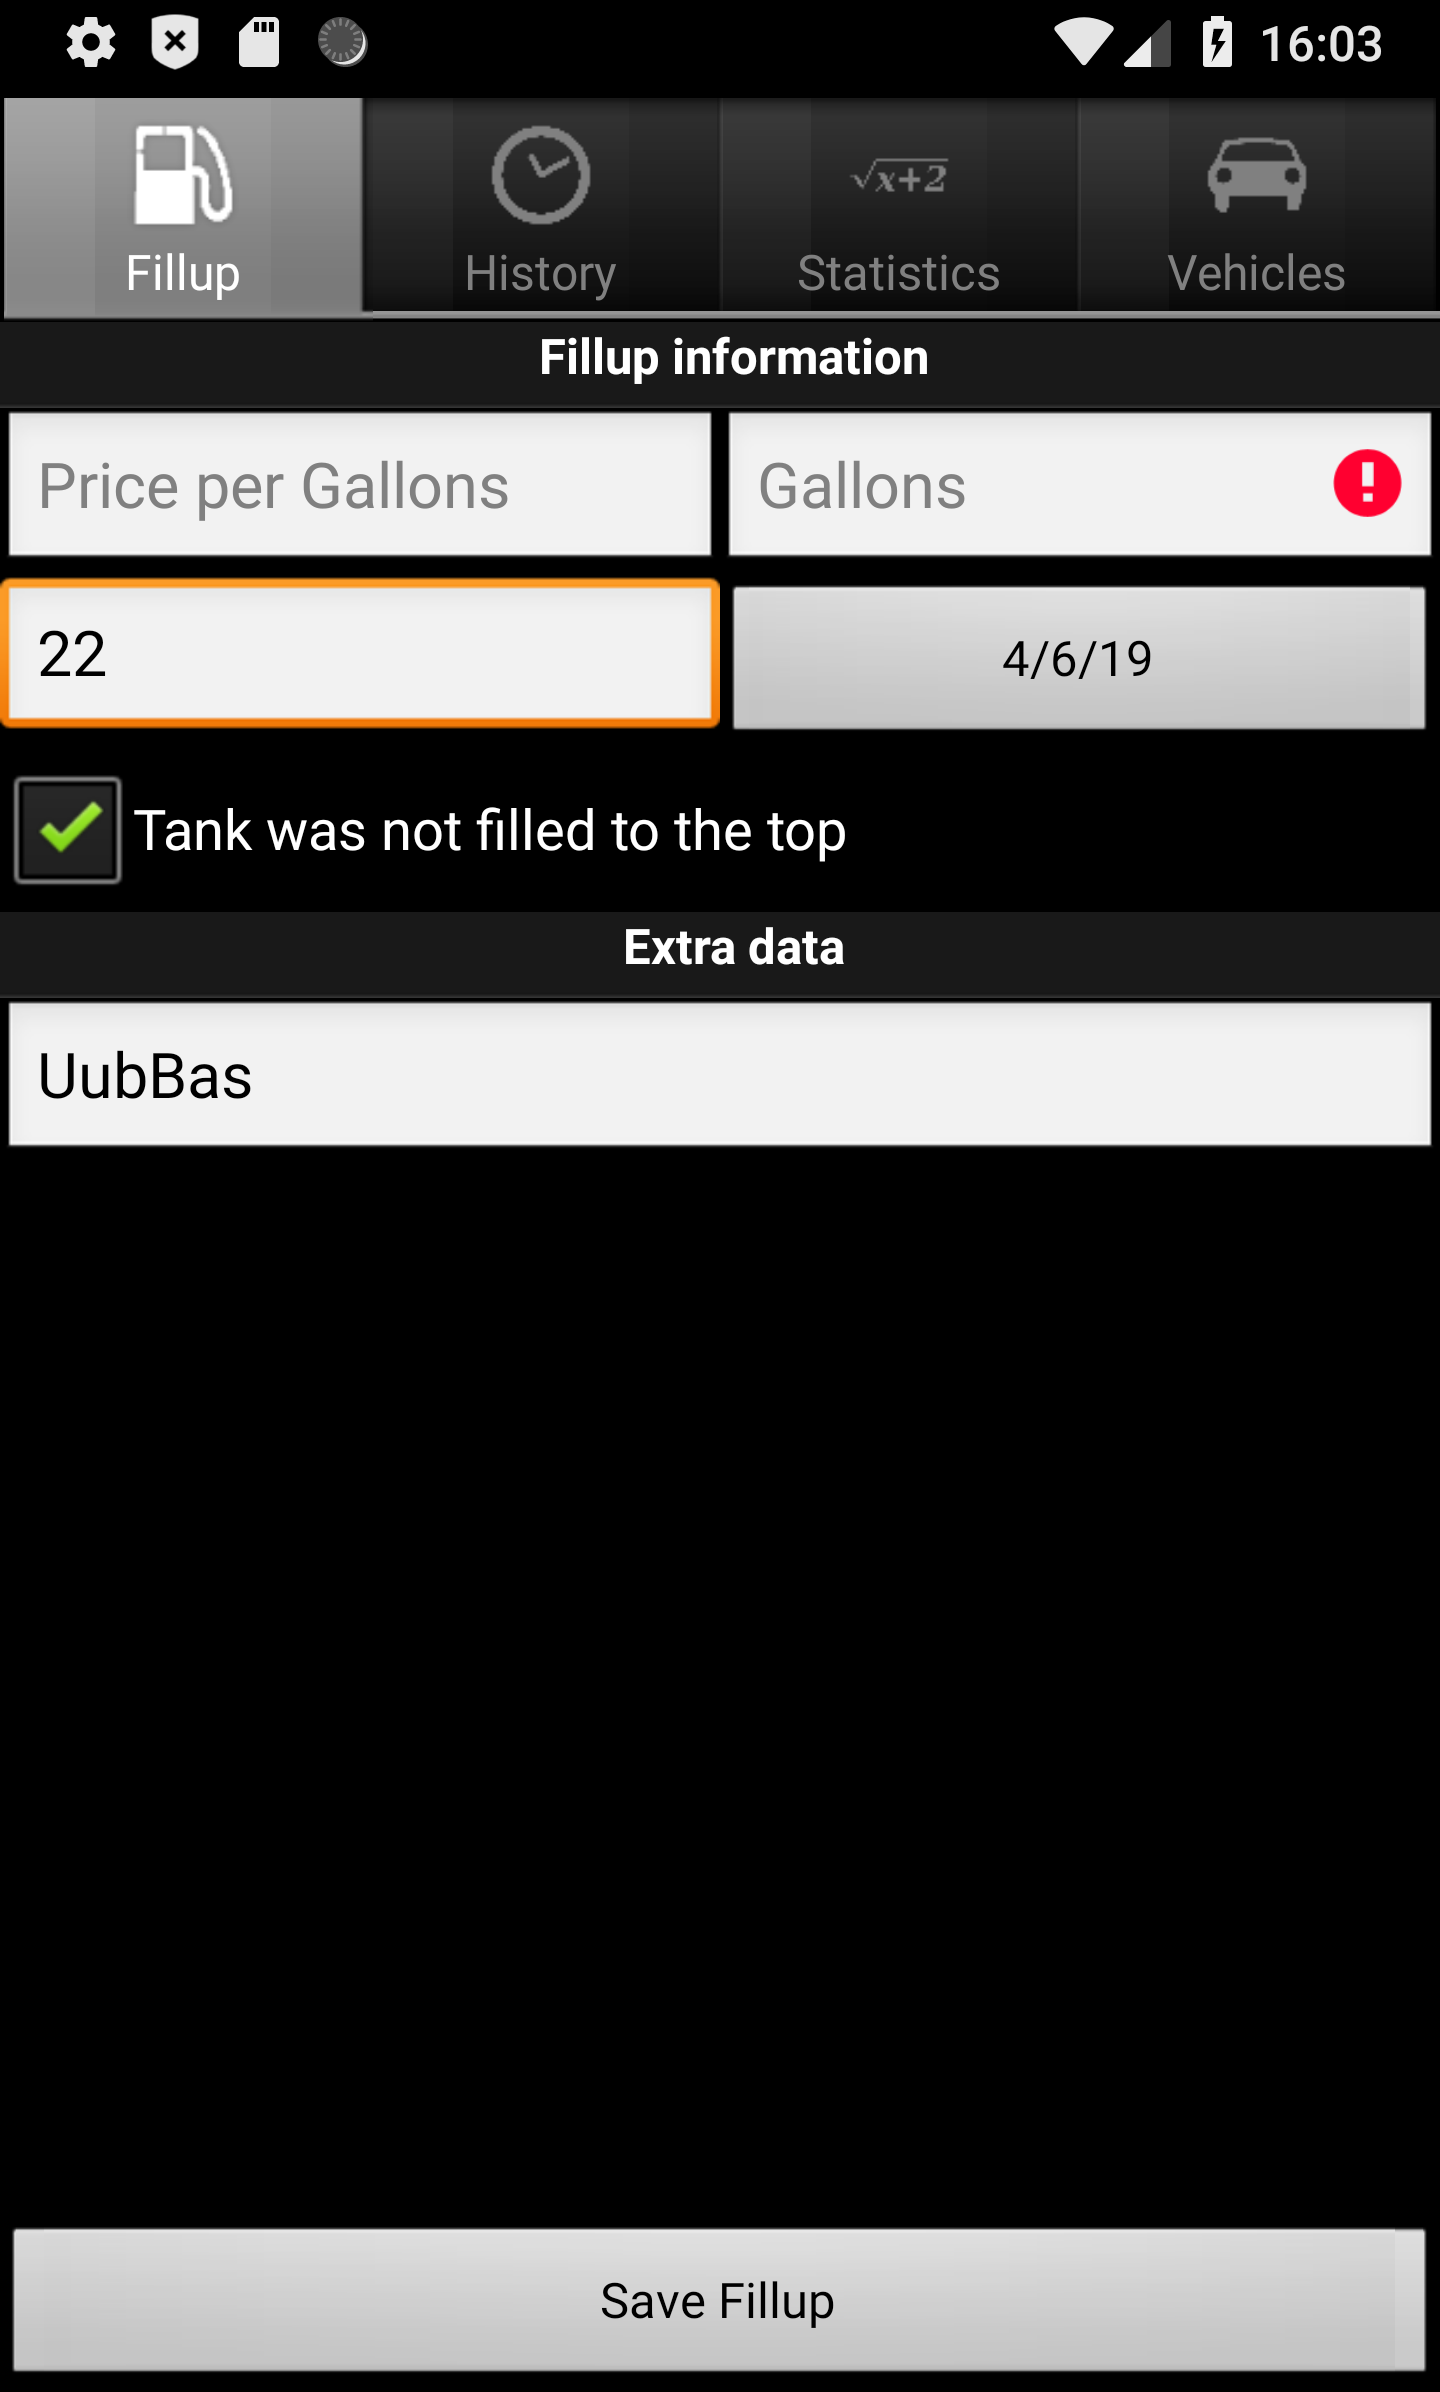 16:03
√x+2
Fillup
History
Statistics
Vehicles
Fillup information
Price per Gallons
Gallons
22
4/6/19
Tank was not filled to the top
Extra data
UubBas
Save Fillup